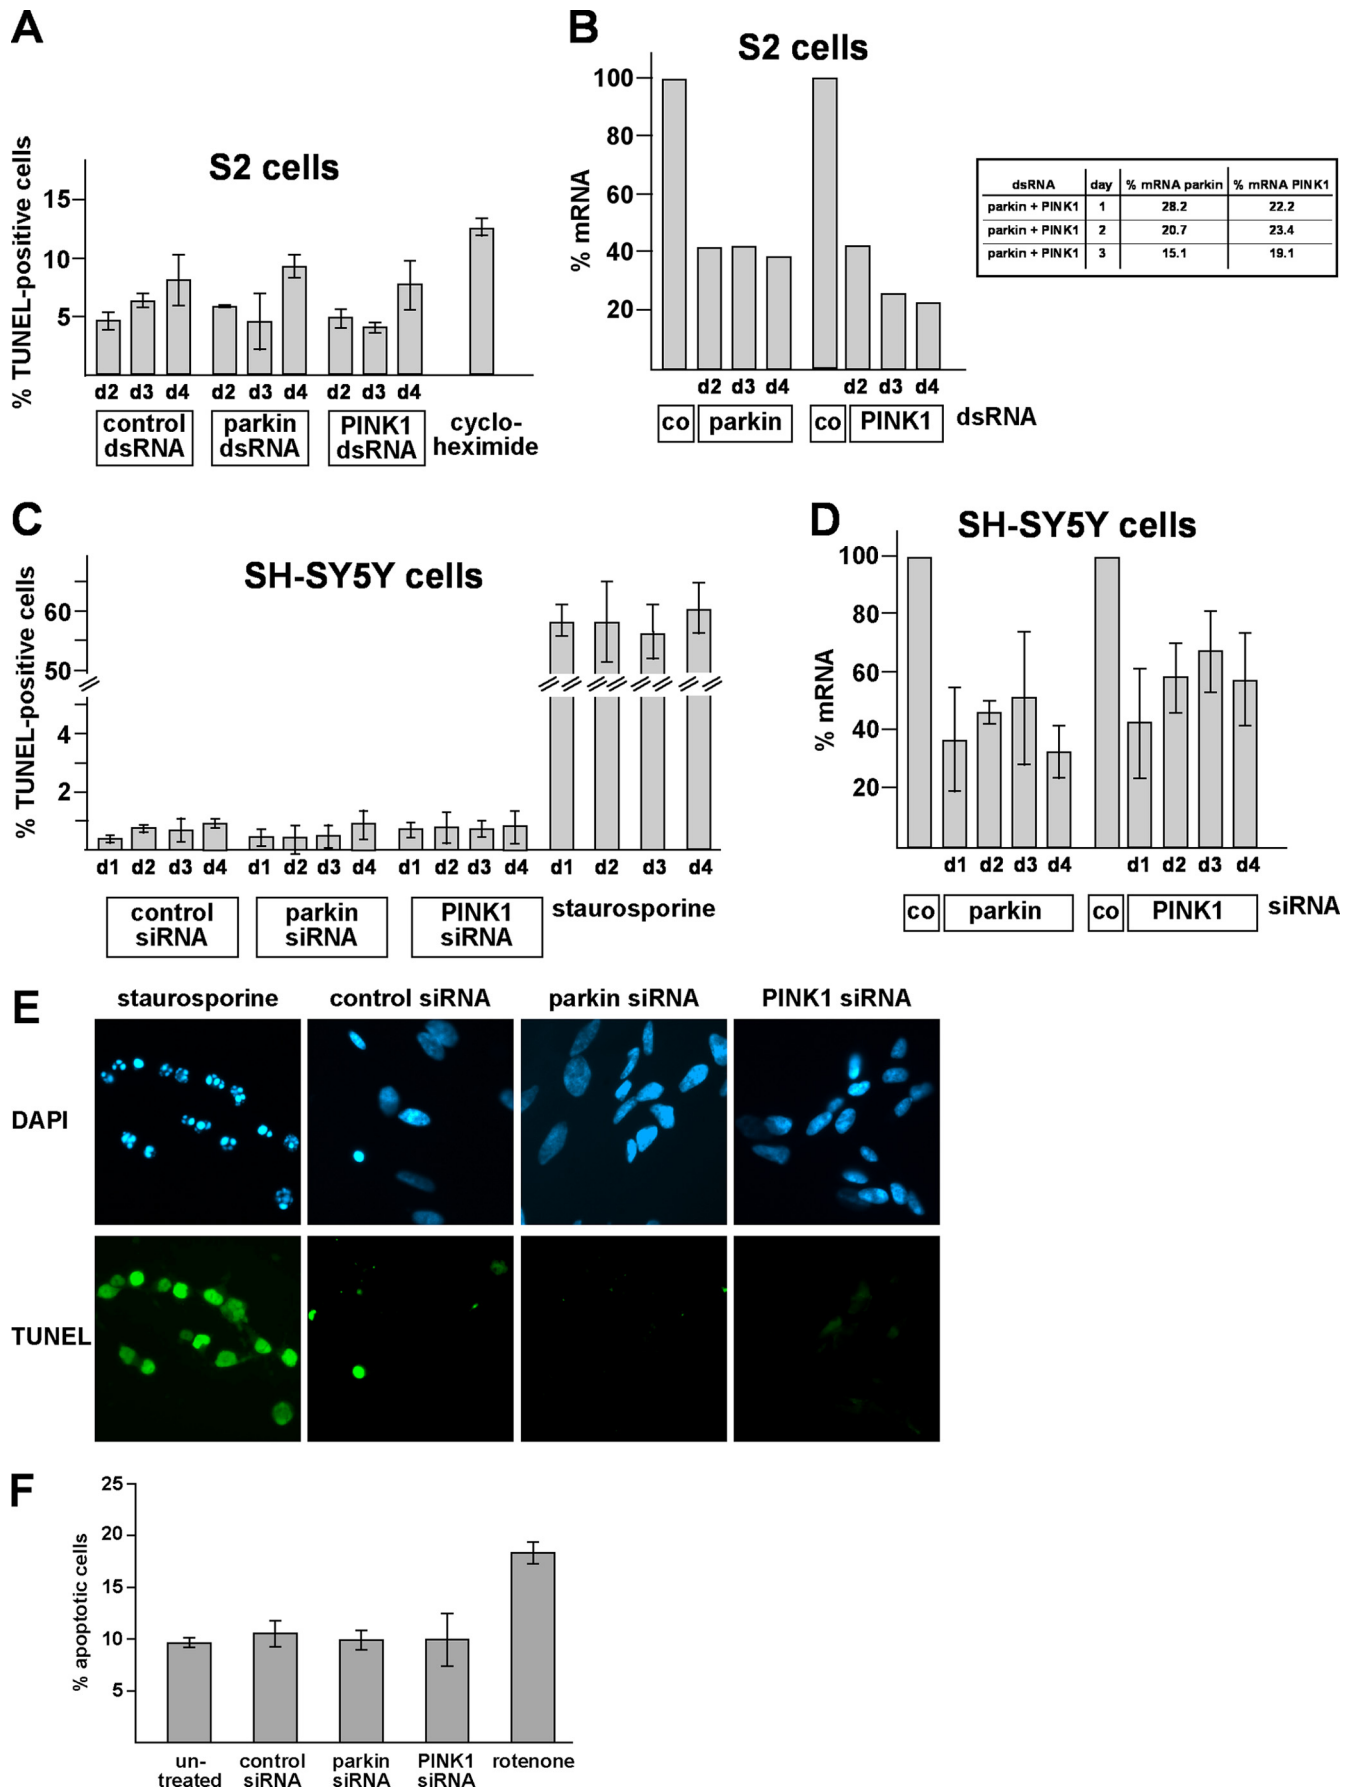 A
S2 cells
% TUNEL-positive cells
15
10
5
d2 d3 d4 d2 d3 d4 d2 d3 d4
control dsRNA
parkin dsRNA
PINK1 dsRNA
cyclo-
heximide
B
S2 cells
% mRNA
100
80
60
40
20
d2 d3 d4 d2 d3 d4
co parkin co PINK1 dsRNA
dsRNA day % mRNA parkin % mRNA PINK1
parkin + PINK1 1 28.2 22.2
parkin + PINK1 2 20.7 23.4
parkin + PINK1 3 15.1 19.1
C
SH-SY5Y cells
% TUNEL-positive cells
60
50
4
2
d1 d2 d3 d4 d1 d2 d3 d4 d1 d2 d3 d4 d1 d2 d3 d4
control
siRNA
parkin
siRNA
PINK1
siRNA
staurosporine
D
SH-SY5Y cells
% mRNA
100
80
60
40
20
d1 d2 d3 d4 d1 d2 d3 d4
co parkin co PINK1 siRNA
E
staurosporine control siRNA parkin siRNA PINK1 siRNA
DAPI
TUNEL
F
% apoptotic cells
25
20
15
10
5
un-
treated
control
siRNA
parkin
siRNA
PINK1
siRNA
rotenone